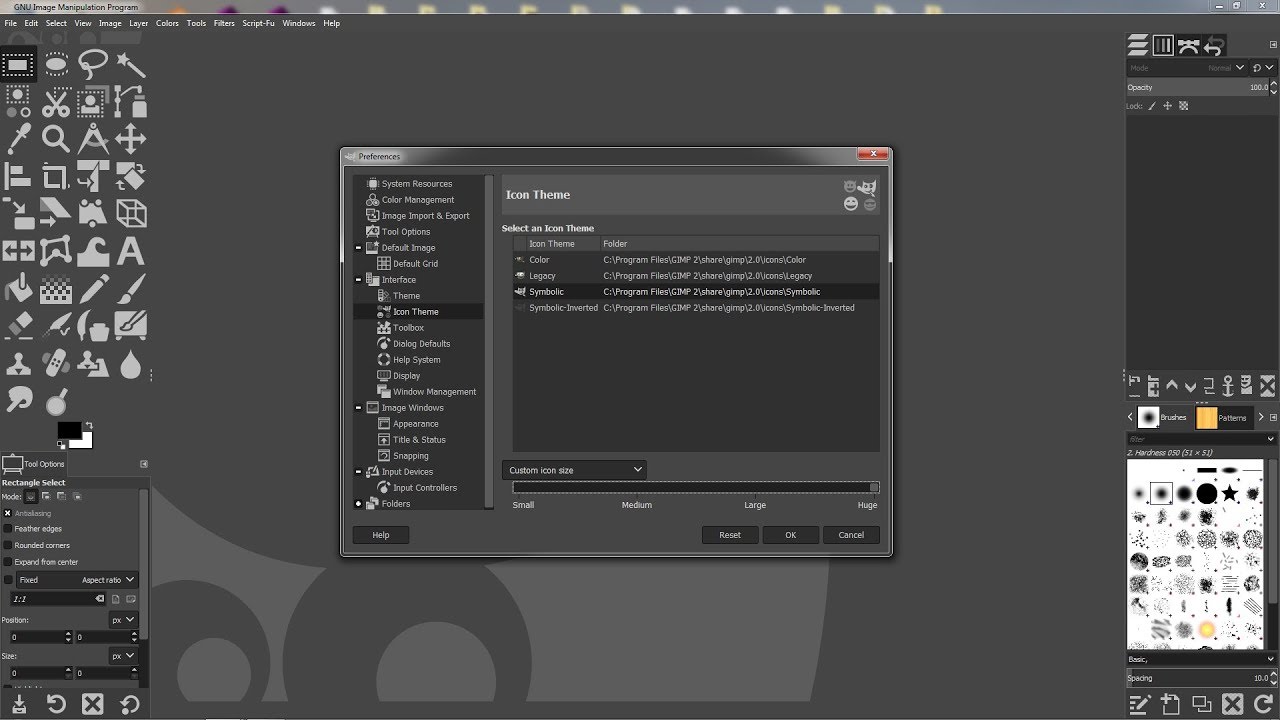 GNU Image Manipulation Program
File Edit Select View Image Layer Colors Tools Filters Script-Fu Windows Help
Mode Normal
Opacity 100.0
Lock:
Preferences
System Resources
Color Management
Image Import & Export
Tool Options
Default Image
Default Grid
Interface
Theme
Icon Theme
Toolbox
Dialog Defaults
Help System
Display
Window Management
Image Windows
Appearance
Title & Status
Snapping
Input Devices
Input Controllers
Folders
Icon Theme
Select an Icon Theme
Icon Theme Folder
Color C:\Program Files\GIMP 2\share\gimp\2.0\icons\Color
Legacy C:\Program Files\GIMP 2\share\gimp\2.0\icons\Legacy
Symbolic C:\Program Files\GIMP 2\share\gimp\2.0\icons\Symbolic
Symbolic-Inverted C:\Program Files\GIMP 2\share\gimp\2.0\icons\Symbolic-Inverted
Custom icon size
Small Medium Large Huge
Help Reset OK Cancel
Tool Options
Rectangle Select
Mode:
Antialiasing
Feather edges
Rounded corners
Expand from center
Fixed Aspect ratio
1:1
Position: px
0 0
Size: px
0 0
Brushes Patterns
filter
2. Hardness 050 (51 × 51)
Basic,
Spacing 10.0